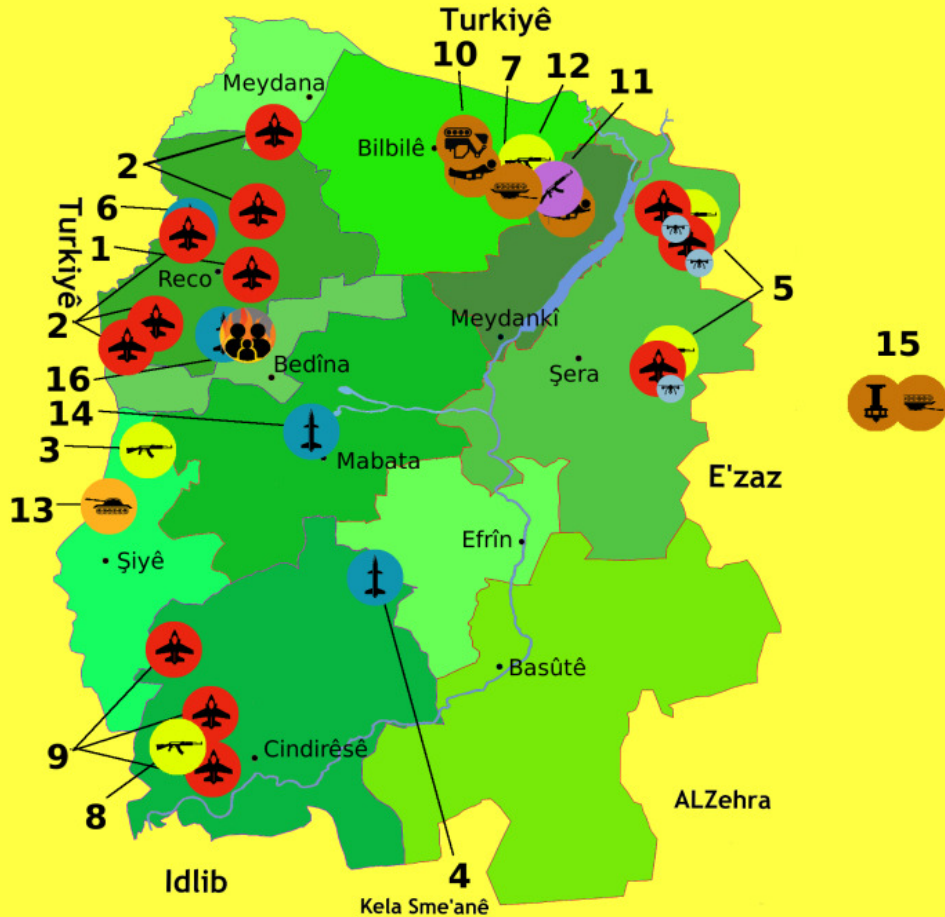 Turkiyê
10
7
12
11
Meydana
Bilbilê
2
6
1
Reco
Turkiyê
2
Meydankî
5
Şera
15
16
Bedîna
14
3
Mabata
E'zaz
13
Şiyê
Efrîn
Basûtê
9
Cindirêsê
8
ALZehra
Idlib
4
Kela Sme'anê